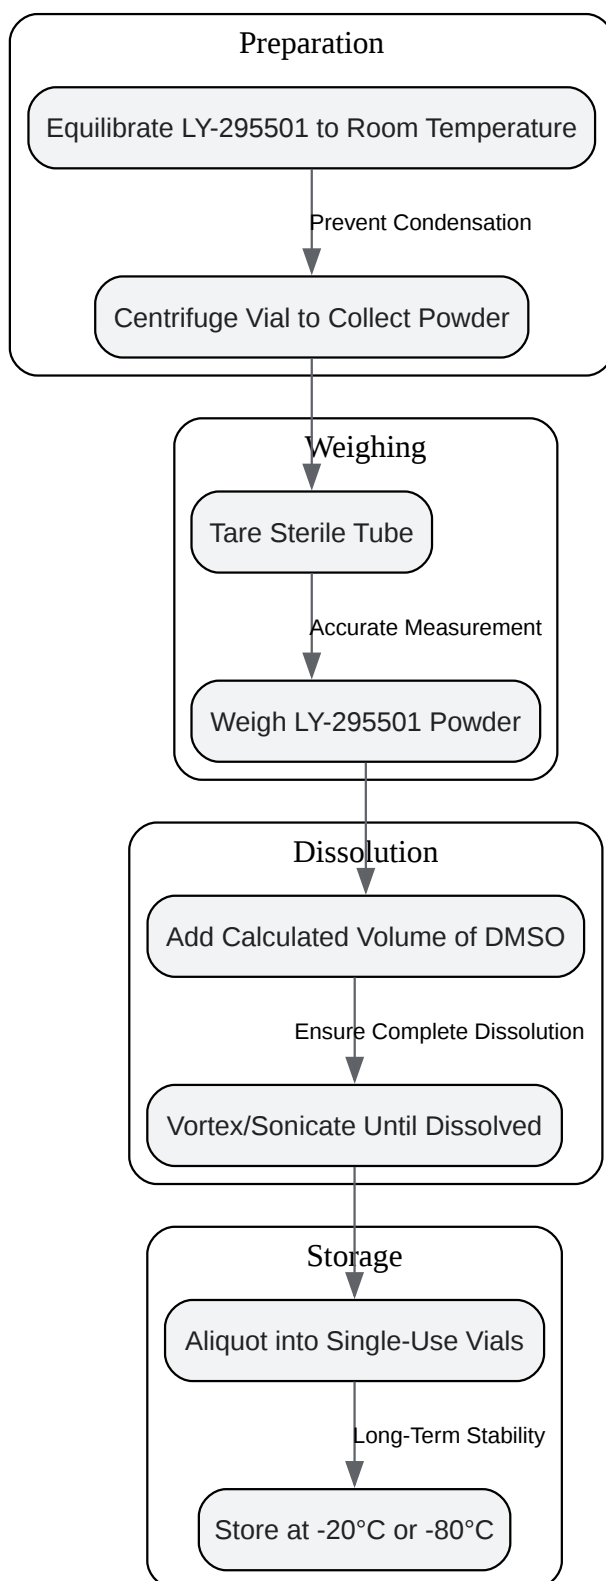 Preparation
Equilibrate LY-295501 to Room Temperature
Prevent Condensation
Centrifuge Vial to Collect Powder
Weighing
Tare Sterile Tube
Accurate Measurement
Weigh LY-295501 Powder
Dissolution
Add Calculated Volume of DMSO
Ensure Complete Dissolution
Vortex/Sonicate Until Dissolved
Storage
Aliquot into Single-Use Vials
Long-Term Stability
Store at -20°C or -80°C